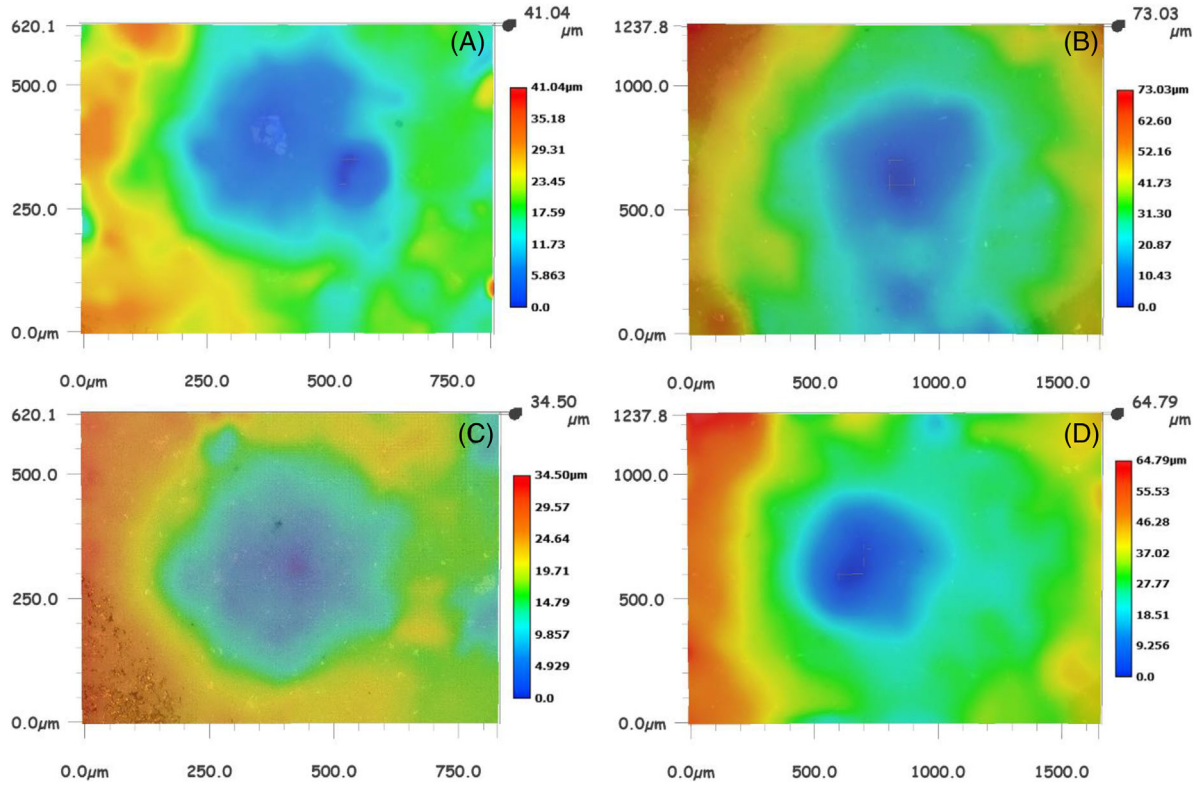 41.04
µm
620.1
500.0
250.0
0.0µm
(A)
41.04µm
35.18
29.31
23.45
17.59
11.73
5.863
0.0
0.0µm
250.0
500.0
750.0
73.03
µm
1237.8
1000.0
500.0
0.0µm
(B)
73.03µm
62.60
52.16
41.73
31.30
20.87
10.43
0.0
0.0µm
500.0
1000.0
1500.0
34.50
µm
620.1
500.0
250.0
0.0µm
(C)
34.50µm
29.57
24.64
19.71
14.79
9.857
4.929
0.0
0.0µm
250.0
500.0
750.0
64.79
µm
1237.8
1000.0
500.0
0.0µm
(D)
64.79µm
55.53
46.28
37.02
27.77
18.51
9.256
0.0
0.0µm
500.0
1000.0
1500.0